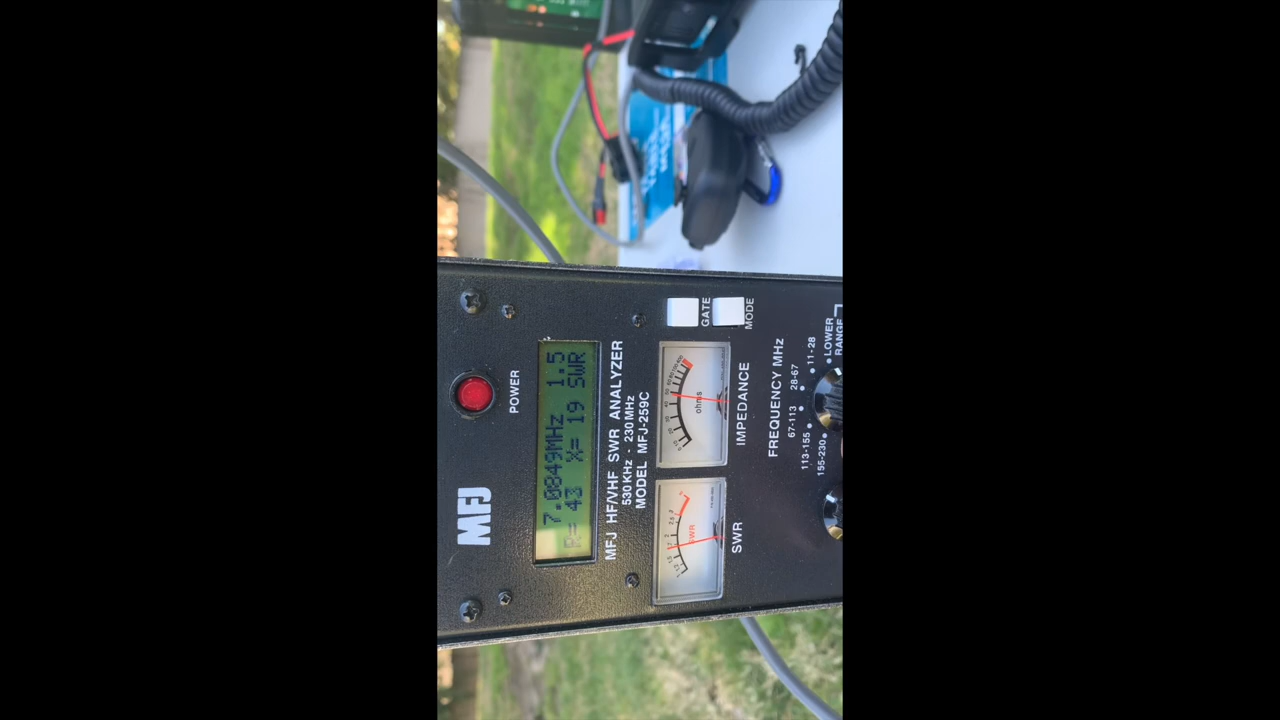 MFJ
POWER
7.0849MHz 1.5
R= 43 X= 19 SWR
MFJ HF/VHF SWR ANALYZER
530 KHz - 230 MHz
MODEL MFJ-259C
SWR
ohms
GATE
MODE
SWR
IMPEDANCE
FREQUENCY MHz
67-113
28-67
11-28
113-155
155-230
LOWER
RANGE